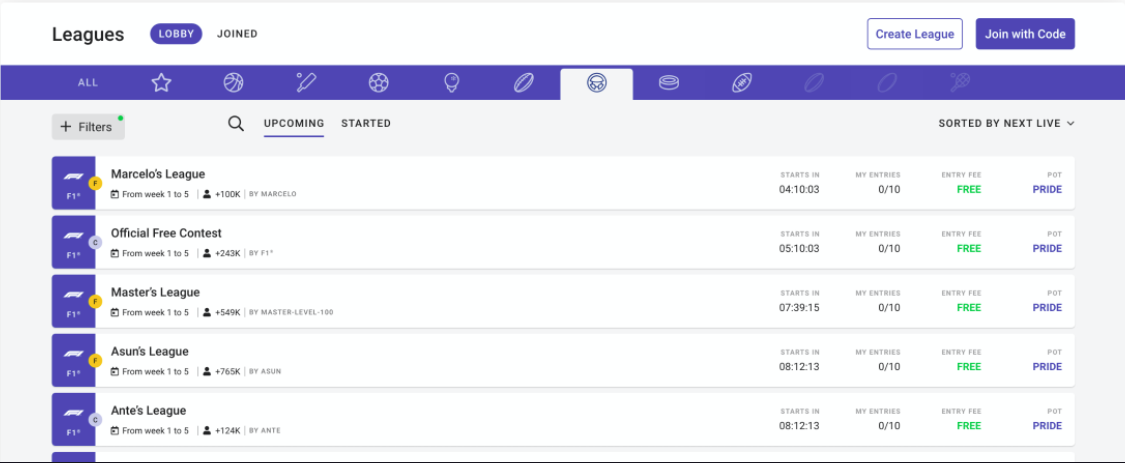 Leagues LOBBY JOINED Create League Join with Code
ALL
+ Filters UPCOMING STARTED SORTED BY NEXT LIVE
Marcelo's League STARTS IN MY ENTRIES ENTRY FEE POT
F1® F From week 1 to 5 | +100K | BY MARCELO 04:10:03 0/10 FREE PRIDE
Official Free Contest STARTS IN MY ENTRIES ENTRY FEE POT
F1® C From week 1 to 5 | +243K | BY F1® 05:10:03 0/10 FREE PRIDE
Master's League STARTS IN MY ENTRIES ENTRY FEE POT
F1® F From week 1 to 5 | +549K | BY MASTER-LEVEL-100 07:39:15 0/10 FREE PRIDE
Asun's League STARTS IN MY ENTRIES ENTRY FEE POT
F1® F From week 1 to 5 | +765K | BY ASUN 08:12:13 0/10 FREE PRIDE
Ante's League STARTS IN MY ENTRIES ENTRY FEE POT
F1® C From week 1 to 5 | +124K | BY ANTE 08:12:13 0/10 FREE PRIDE